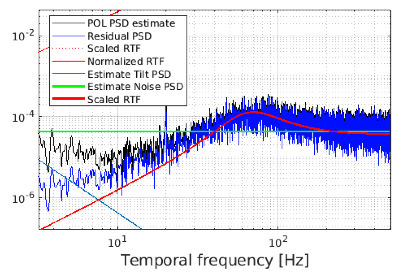 POL PSD estimate
Residual PSD
Scaled RTF
Normalized RTF
Estimate Tilt PSD
Estimate Noise PSD
Scaled RTF
10^-2
10^-4
10^-6
10^1
10^2
Temporal frequency [Hz]